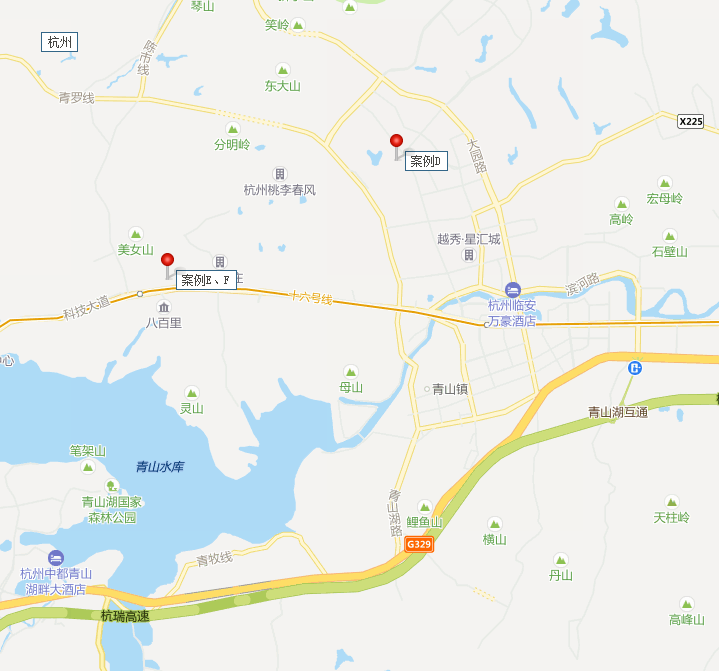 琴山
笑岭
杭州
陈市线
东大山
青罗线
X225
分明岭
大园路
案例D
杭州桃李春风
宏母岭
高岭
越秀·星汇城
美女山
石壁山
案例E、F
庄
滨河路
十六号线
科技大道
杭州临安
万豪酒店
八百里
中心
母山
青山镇
灵山
青山湖互通
杭
笔架山
青山水库
青山湖国家
森林公园
青山湖路
鲤鱼山
天柱岭
横山
G329
青牧线
杭州中都青山
湖畔大酒店
丹山
杭瑞高速
高峰山